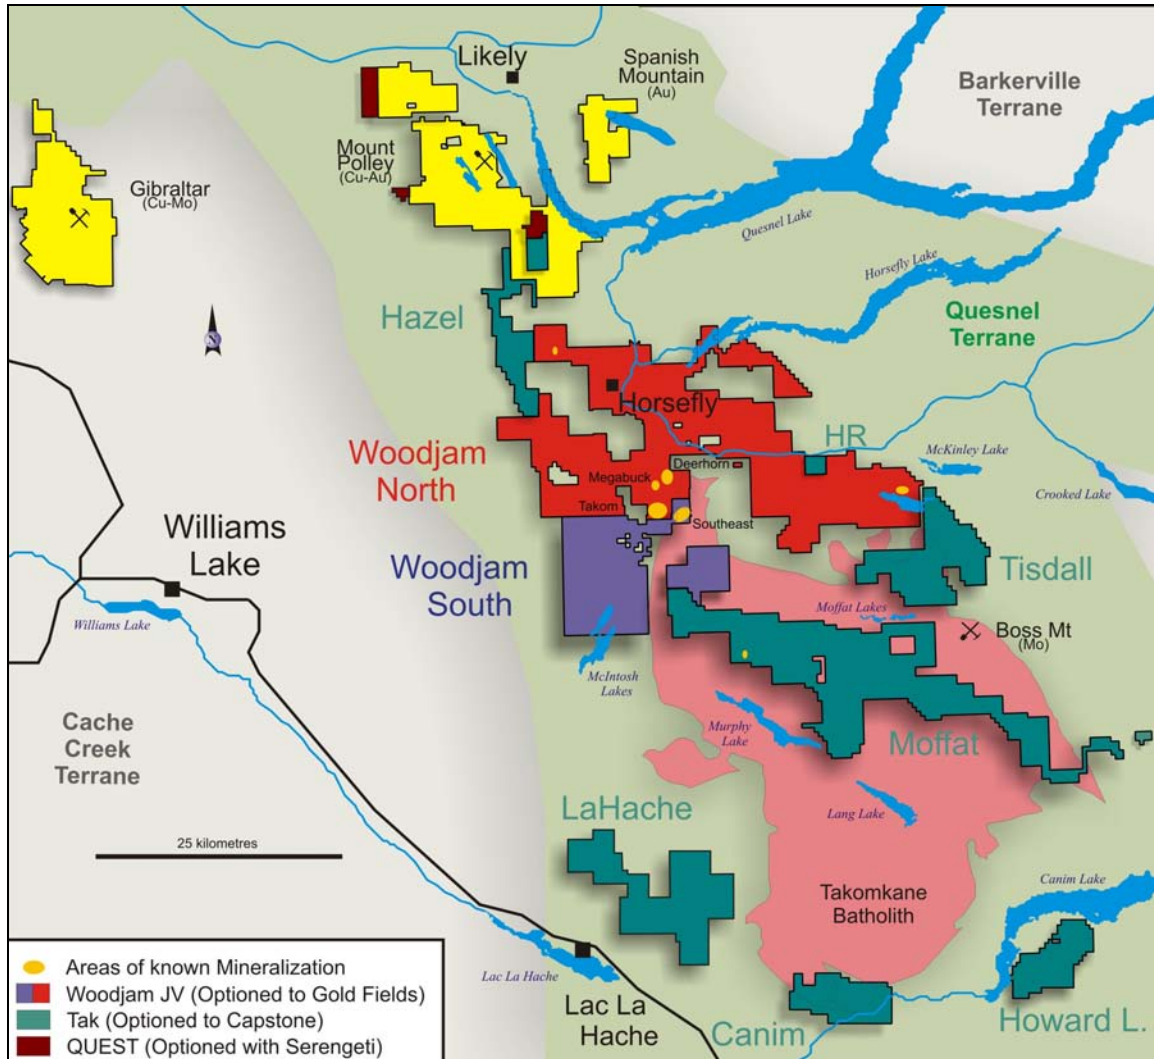 Likely
Spanish
Mountain
(Au)
Barkerville
Terrane
Mount
Polley
(Cu-Au)
Gibraltar
(Cu-Mo)
Quesnel Lake
Horsefly Lake
Hazel
Quesnel
Terrane
N
Horsefly
HR
McKinley Lake
Woodjam
North
Deerhorn
Megabuck
Crooked Lake
Takom
Southeast
Williams
Lake
Woodjam
South
Tisdall
Williams Lake
Moffat Lakes
Boss Mt
(Mo)
McIntosh
Lakes
Cache
Creek
Terrane
Murphy
Lake
Moffat
LaHache
Lang Lake
25 kilometres
Canim Lake
Takomkane
Batholith
Areas of known Mineralization
Woodjam JV (Optioned to Gold Fields)
Tak (Optioned to Capstone)
QUEST (Optioned with Serengeti)
Lac La Hache
Lac La
Hache
Canim
Howard L.